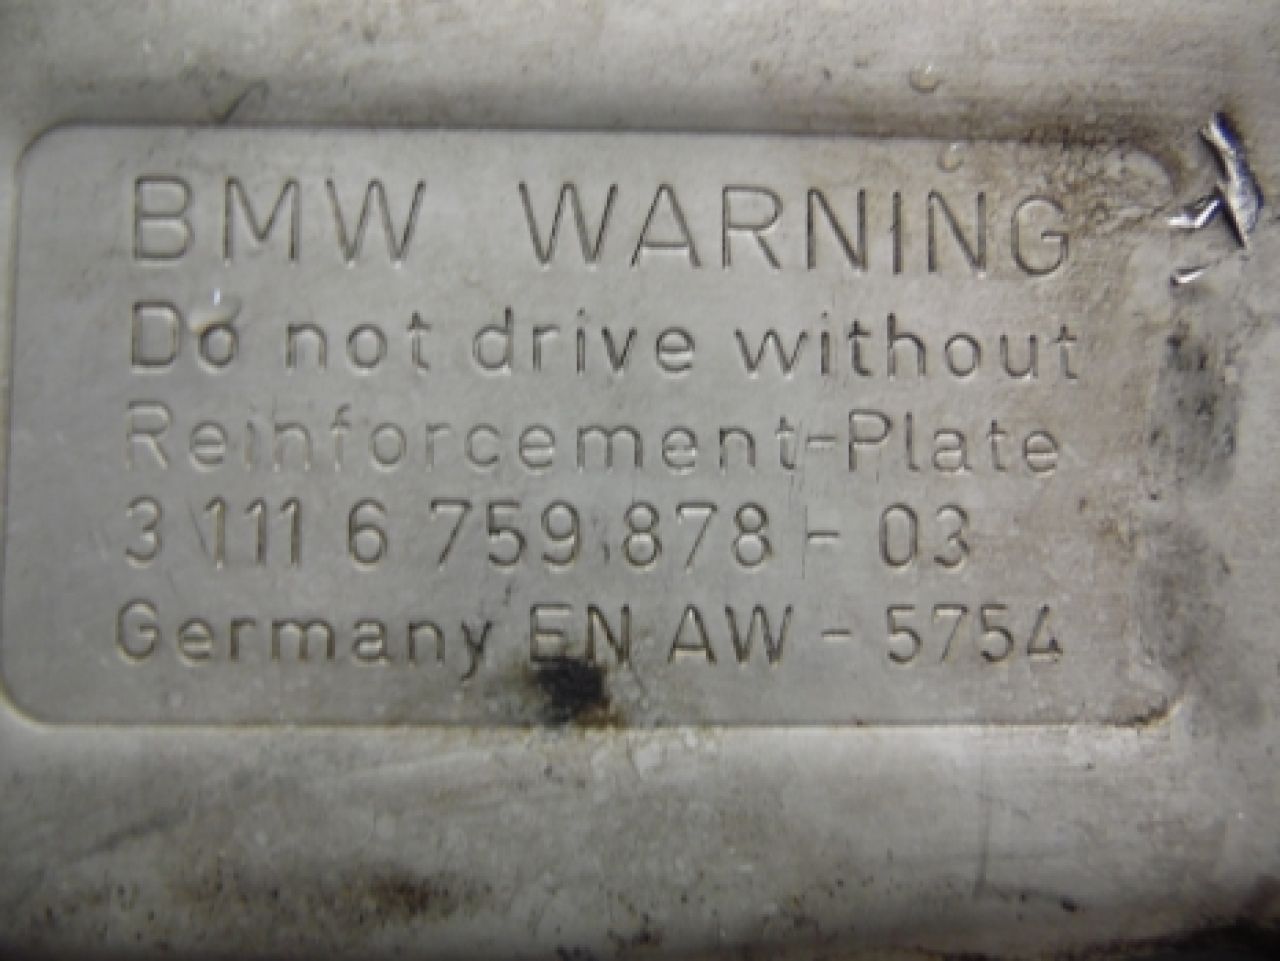 BMW WARNING
Do not drive without
Reinforcement-Plate
3 111 6 759 878 - 03
Germany EN AW - 5754